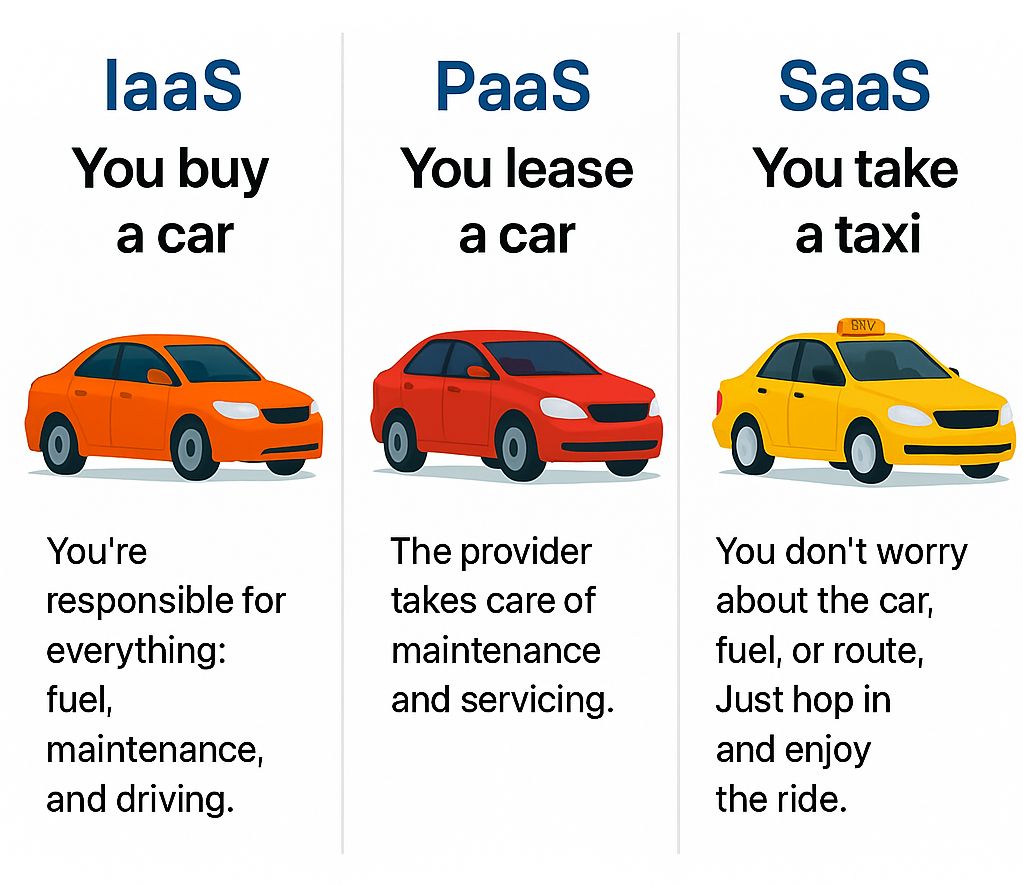 IaaS
You buy
a car
You're
responsible for
everything:
fuel,
maintenance,
and driving.
PaaS
You lease
a car
The provider
takes care of
maintenance
and servicing.
SaaS
You take
a taxi
You don't worry
about the car,
fuel, or route,
Just hop in
and enjoy
the ride.